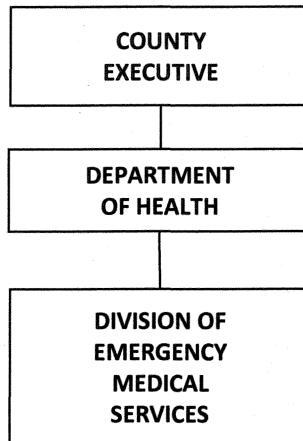 COUNTY
EXECUTIVE
DEPARTMENT
OF HEALTH
DIVISION OF
EMERGENCY
MEDICAL
SERVICES